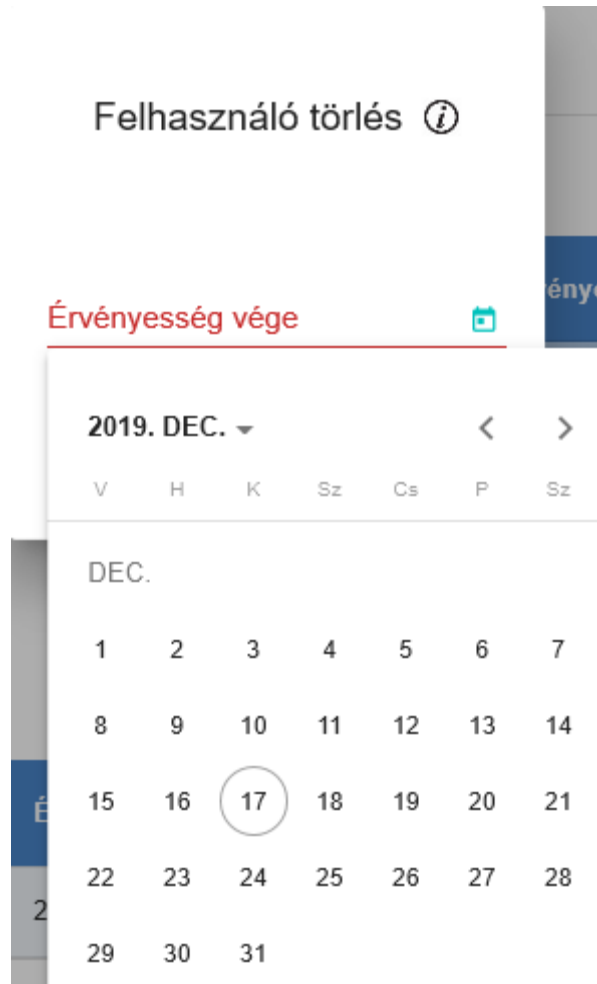 Felhasználó törlés
Érvényesség vége
2019. DEC.
V H K Sz Cs P Sz
DEC.
1 2 3 4 5 6 7
8 9 10 11 12 13 14
15 16 17 18 19 20 21
22 23 24 25 26 27 28
29 30 31